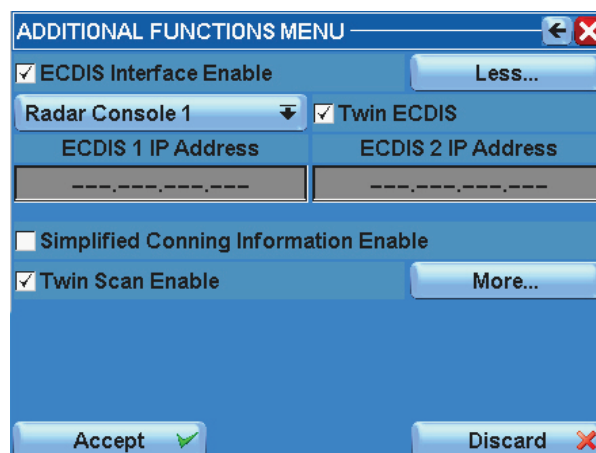 ADDITIONAL FUNCTIONS MENU
ECDIS Interface Enable Less...
Radar Console 1 Twin ECDIS
ECDIS 1 IP Address ECDIS 2 IP Address
---.---.---.--- ---.---.---.---
Simplified Conning Information Enable
Twin Scan Enable More...
Accept Discard